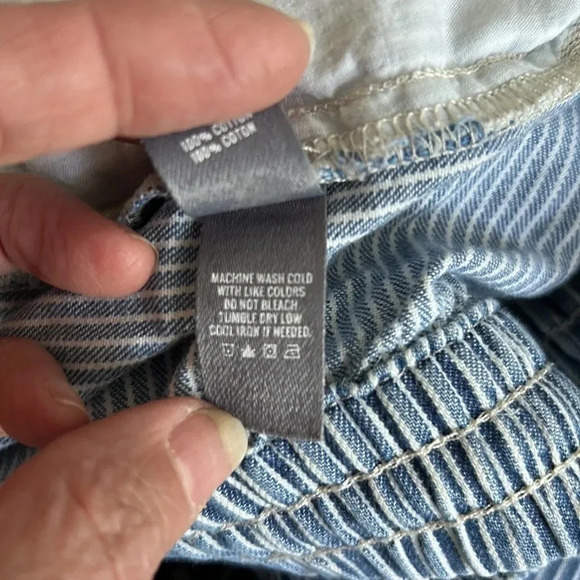 100% COTTON
100% COTON
MACHINE WASH COLD
WITH LIKE COLORS
DO NOT BLEACH
TUMBLE DRY LOW
COOL IRON IF NEEDED.